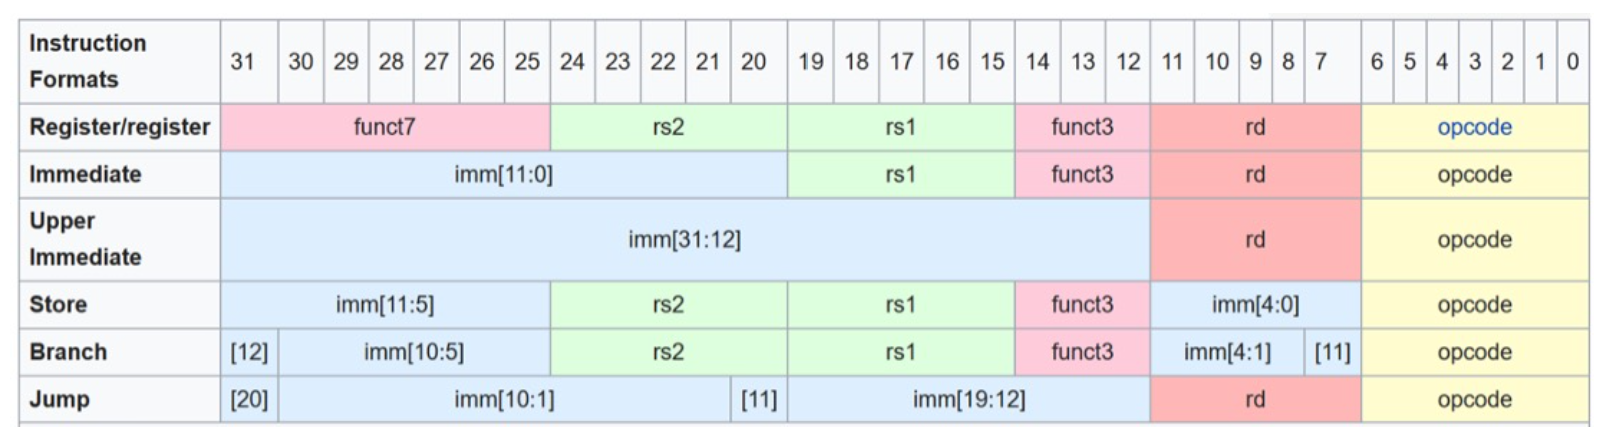 Instruction Formats 31 30 29 28 27 26 25 24 23 22 21 20 19 18 17 16 15 14 13 12 11 10 9 8 7 6 5 4 3 2 1 0
Register/register funct7 rs2 rs1 funct3 rd opcode
Immediate imm[11:0] rs1 funct3 rd opcode
Upper Immediate imm[31:12] rd opcode
Store imm[11:5] rs2 rs1 funct3 imm[4:0] opcode
Branch [12] imm[10:5] rs2 rs1 funct3 imm[4:1] [11] opcode
Jump [20] imm[10:1] [11] imm[19:12] rd opcode